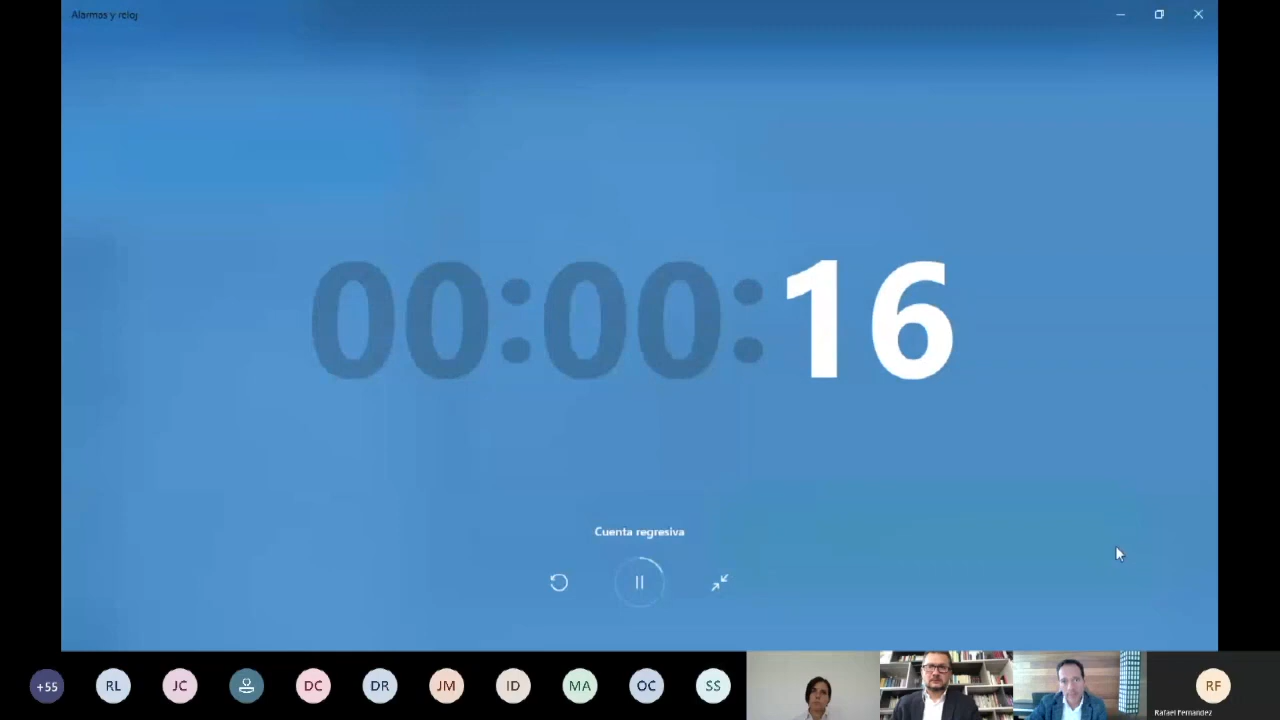 Alarmas y reloj
00:00:16
Cuenta regresiva
+55
RL
JC
DC
DR
JM
ID
MA
OC
SS
RF
Rafael Fernandez